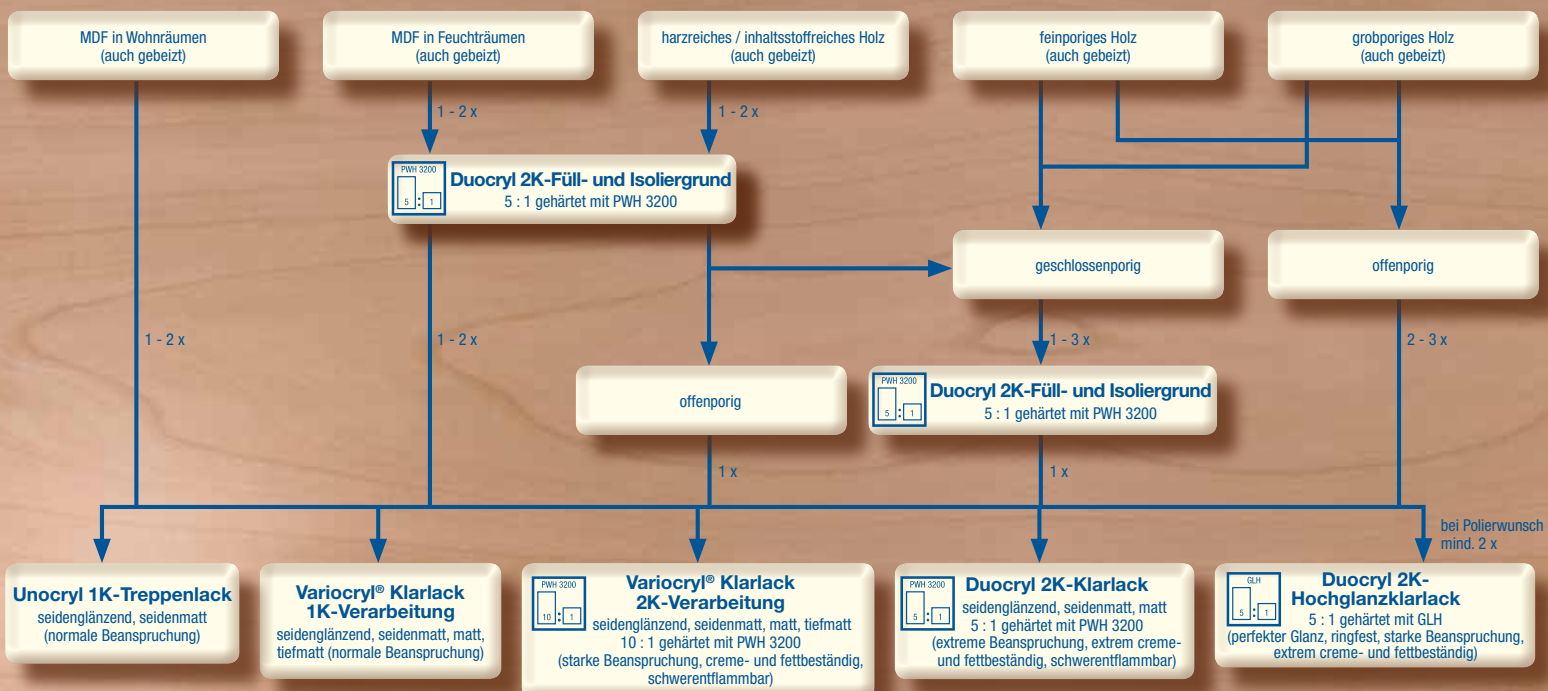 MDF in Wohnräumen
(auch gebeizt)
MDF in Feuchträumen
(auch gebeizt)
harzreiches / inhaltsstoffreiches Holz
(auch gebeizt)
feinporiges Holz
(auch gebeizt)
grobporiges Holz
(auch gebeizt)
1 - 2 x
1 - 2 x
PWH 3200
5 : 1
Duocryl 2K-Füll- und Isoliergrund
5 : 1 gehärtet mit PWH 3200
geschlossenporig
offenporig
1 - 2 x
1 - 2 x
1 - 3 x
2 - 3 x
offenporig
PWH 3200
5 : 1
Duocryl 2K-Füll- und Isoliergrund
5 : 1 gehärtet mit PWH 3200
1 x
1 x
bei Polierwunsch
mind. 2 x
Unocryl 1K-Treppenlack
seidenglänzend, seidenmatt
(normale Beanspruchung)
Variocryl® Klarlack
1K-Verarbeitung
seidenglänzend, seidenmatt, matt,
tiefmatt (normale Beanspruchung)
PWH 3200
10 : 1
Variocryl® Klarlack
2K-Verarbeitung
seidenglänzend, seidenmatt, matt, tiefmatt
10 : 1 gehärtet mit PWH 3200
(starke Beanspruchung, creme- und fettbeständig,
schwerentflammbar)
PWH 3200
5 : 1
Duocryl 2K-Klarlack
seidenglänzend, seidenmatt, matt
5 : 1 gehärtet mit PWH 3200
(extreme Beanspruchung, extrem creme-
und fettbeständig, schwerentflammbar)
GLH
5 : 1
Duocryl 2K-
Hochglanzklarlack
5 : 1 gehärtet mit GLH
(perfekter Glanz, ringfest, starke Beanspruchung,
extrem creme- und fettbeständig)